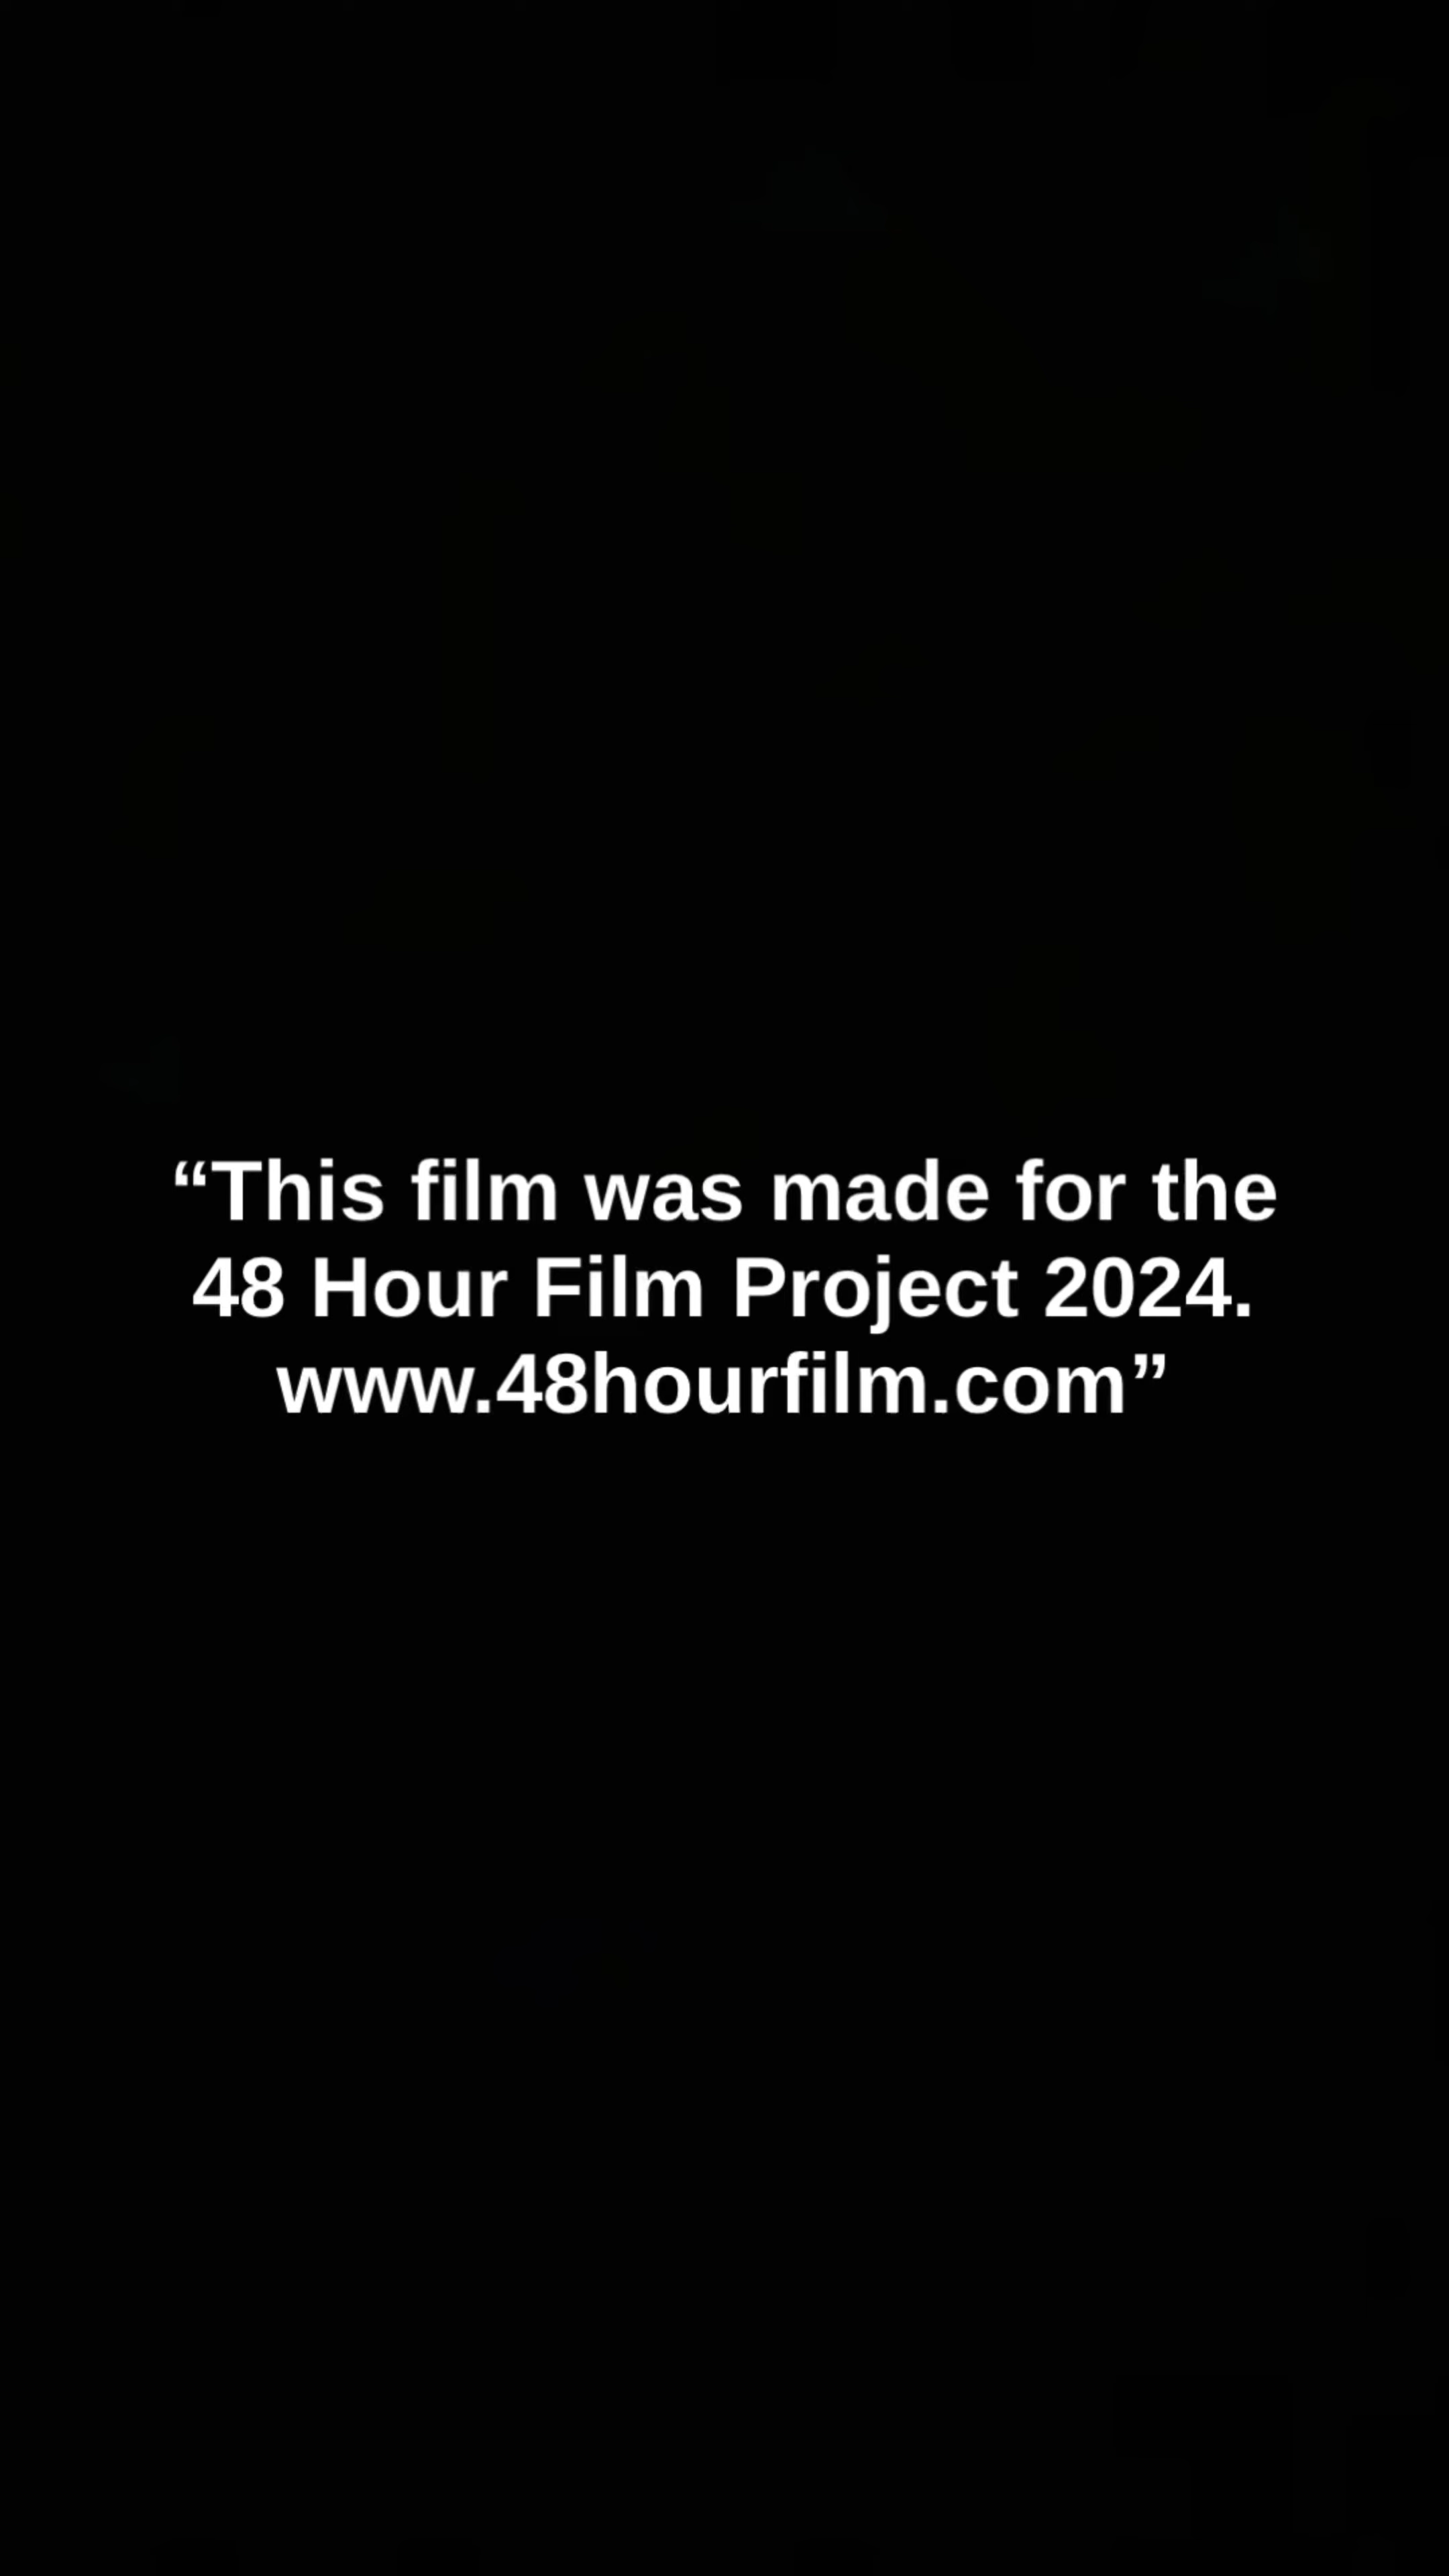 “This film was made for the
48 Hour Film Project 2024.
www.48hourfilm.com”